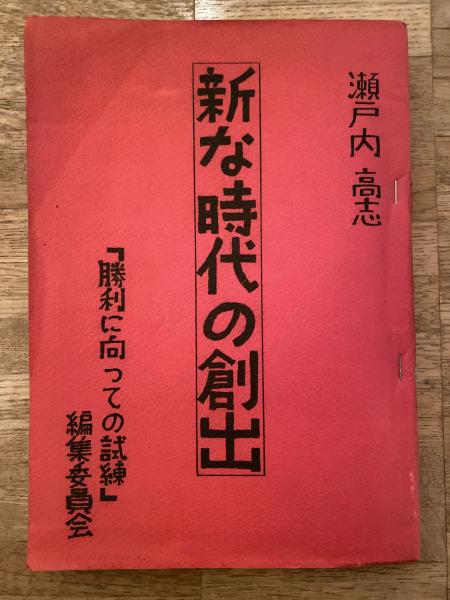 瀬戸内 高志
新な時代の創出
『勝利に向っての試練』
編集委員会